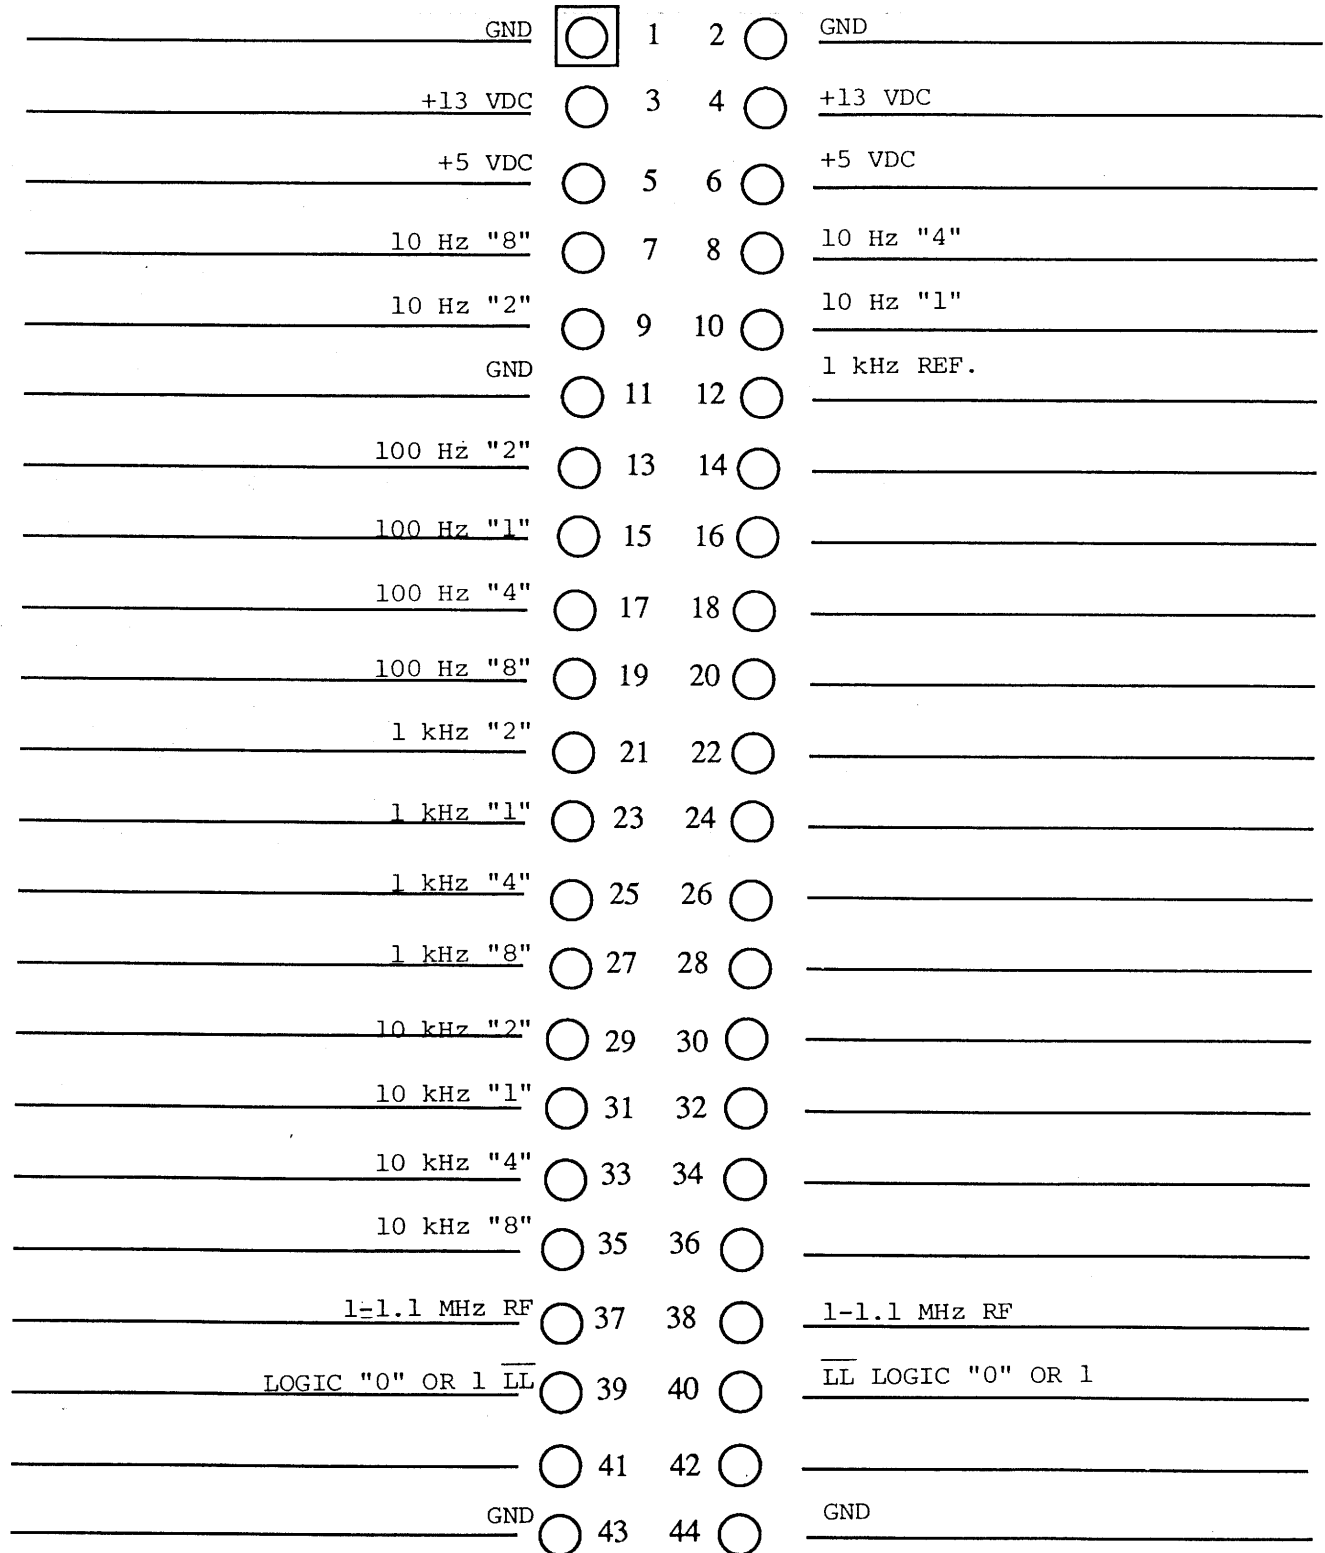 GND 1 2 GND
+13 VDC 3 4 +13 VDC
+5 VDC 5 6 +5 VDC
10 Hz "8" 7 8 10 Hz "4"
10 Hz "2" 9 10 10 Hz "1"
GND 11 12 1 kHz REF.
100 Hz "2" 13 14
100 Hz "1" 15 16
100 Hz "4" 17 18
100 Hz "8" 19 20
1 kHz "2" 21 22
1 kHz "1" 23 24
1 kHz "4" 25 26
1 kHz "8" 27 28
10 kHz "2" 29 30
10 kHz "1" 31 32
10 kHz "4" 33 34
10 kHz "8" 35 36
1-1.1 MHz RF 37 38 1-1.1 MHz RF
LOGIC "0" OR 1 L̅L̅ 39 40 L̅L̅ LOGIC "0" OR 1
41 42
GND 43 44 GND